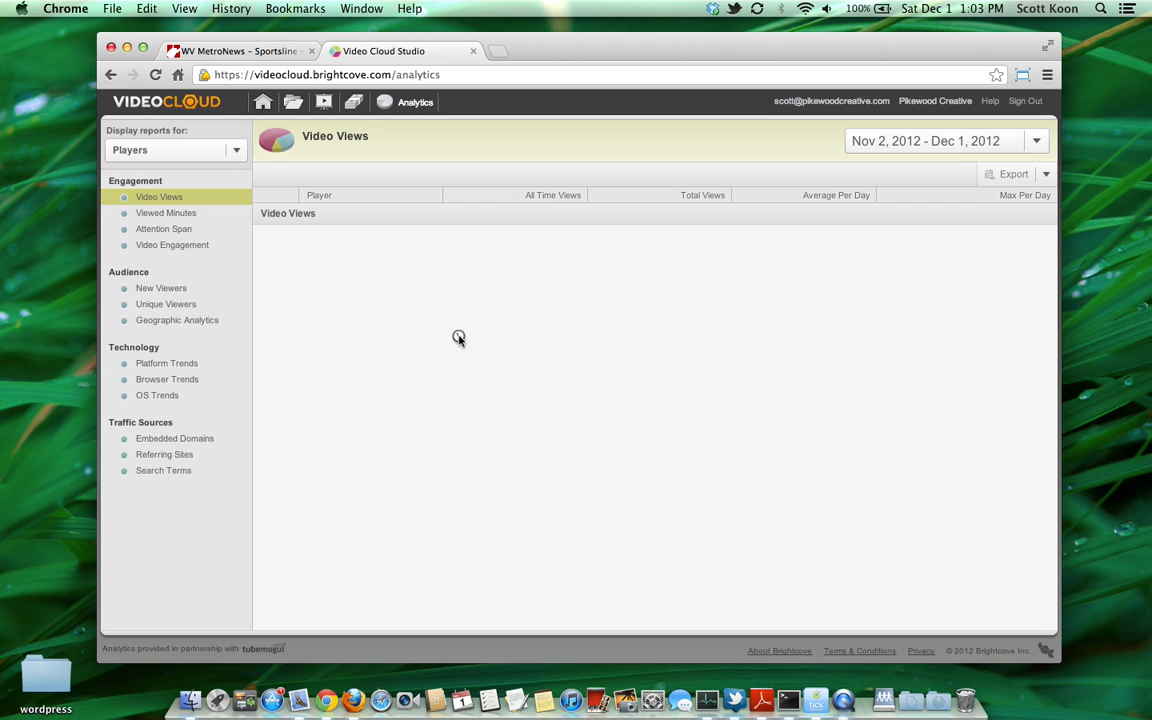 Chrome File Edit View History Bookmarks Window Help 100% Sat Dec 1 1:03 PM Scott Koon
WV MetroNews – Sportsline Video Cloud Studio
https://videocloud.brightcove.com/analytics
VIDEOCLOUD Analytics scott@pikewoodcreative.com Pikewood Creative Help Sign Out
Display reports for:
Players
Video Views
Nov 2, 2012 - Dec 1, 2012
Export
Engagement
Video Views
Viewed Minutes
Attention Span
Video Engagement
Audience
New Viewers
Unique Viewers
Geographic Analytics
Technology
Platform Trends
Browser Trends
OS Trends
Traffic Sources
Embedded Domains
Referring Sites
Search Terms
Player All Time Views Total Views Average Per Day Max Per Day
Video Views
Analytics provided in partnership with tubemogul About Brightcove Terms & Conditions Privacy © 2012 Brightcove Inc.
tick
wordpress